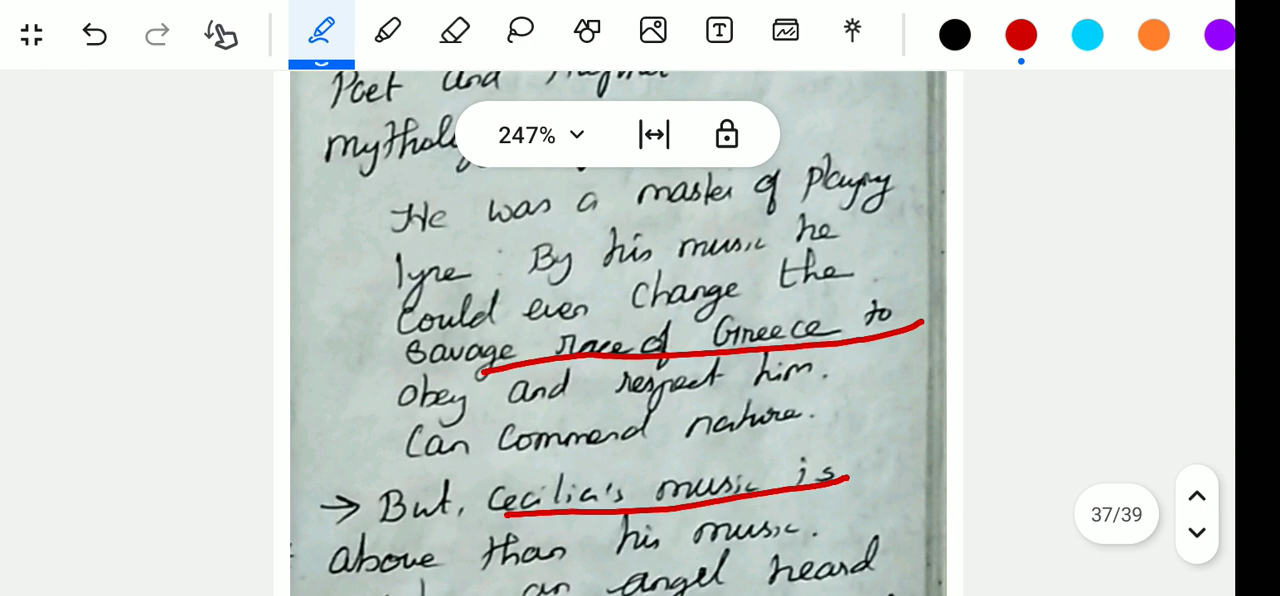 Poet and
247%
He was a master of Playing
lyre. By his music he
Could even change the
Savage race of Greece to
obey and respect him.
Can Command nature.
→ But, Cecilia's music is
above than his music.
an angel heard
37/39